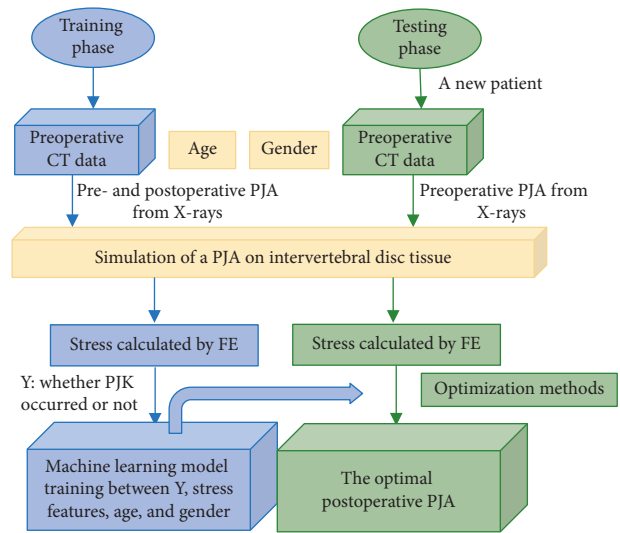 Training
phase
Testing
phase
A new patient
Preoperative
CT data
Age
Gender
Preoperative
CT data
Pre- and postoperative PJA
from X-rays
Preoperative PJA from
X-rays
Simulation of a PJA on intervertebral disc tissue
Stress calculated by FE
Stress calculated by FE
Y: whether PJK
occurred or not
Optimization methods
Machine learning model
training between Y, stress
features, age, and gender
The optimal
postoperative PJA